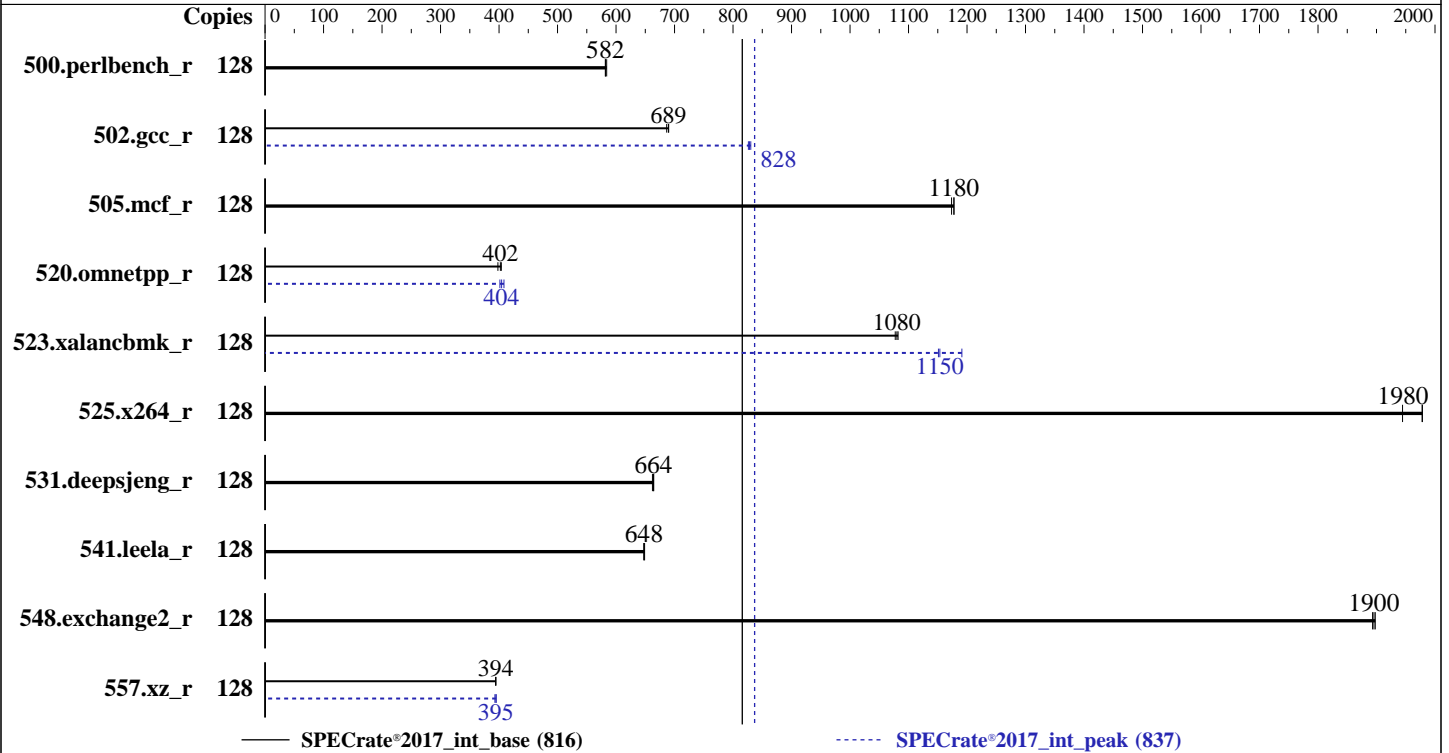 Copies 0 100 200 300 400 500 600 700 800 900 1000 1100 1200 1300 1400 1500 1600 1700 1800 2000
582
500.perlbench_r 128
689
502.gcc_r 128
828
1180
505.mcf_r 128
402
520.omnetpp_r 128
404
1080
523.xalancbmk_r 128
1150
1980
525.x264_r 128
664
531.deepsjeng_r 128
648
541.leela_r 128
1900
548.exchange2_r 128
394
557.xz_r 128
395
SPECrate®2017_int_base (816) SPECrate®2017_int_peak (837)